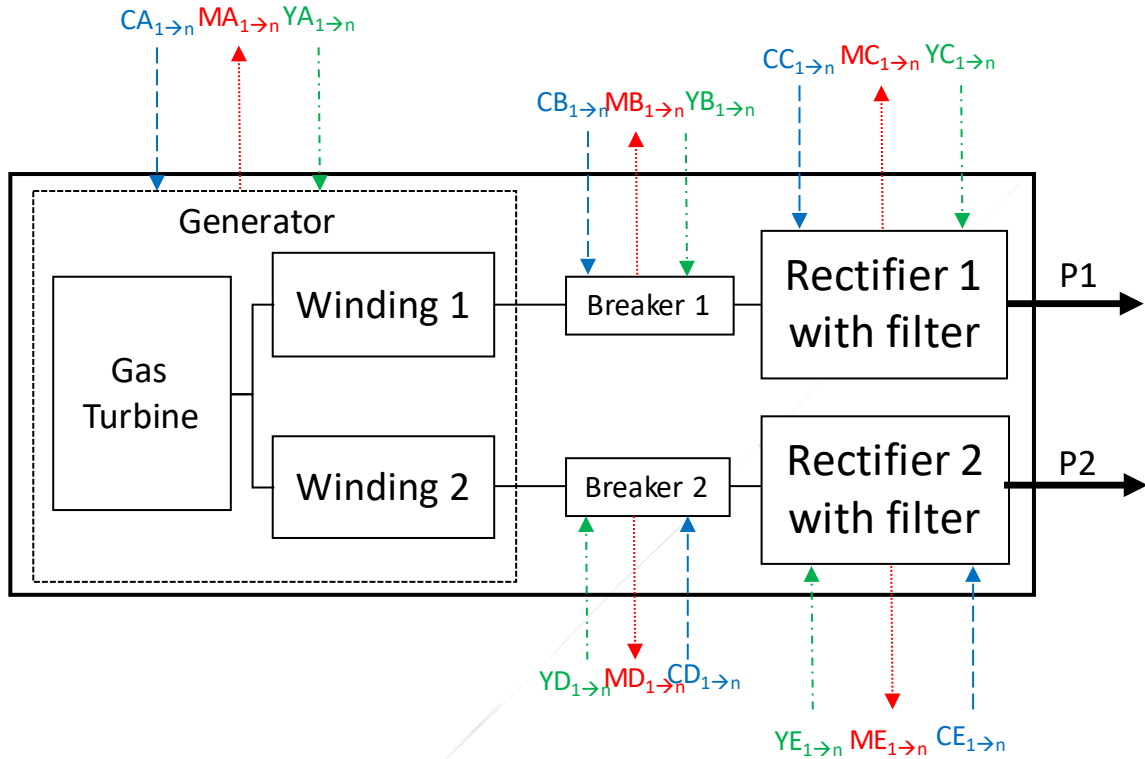 CA1→n MA1→n YA1→n
CB1→n MB1→n YB1→n
CC1→n MC1→n YC1→n
Generator
Gas
Turbine
Winding 1
Winding 2
Breaker 1
Breaker 2
Rectifier 1
with filter
Rectifier 2
with filter
P1
P2
YD1→n MD1→n CD1→n
YE1→n ME1→n CE1→n